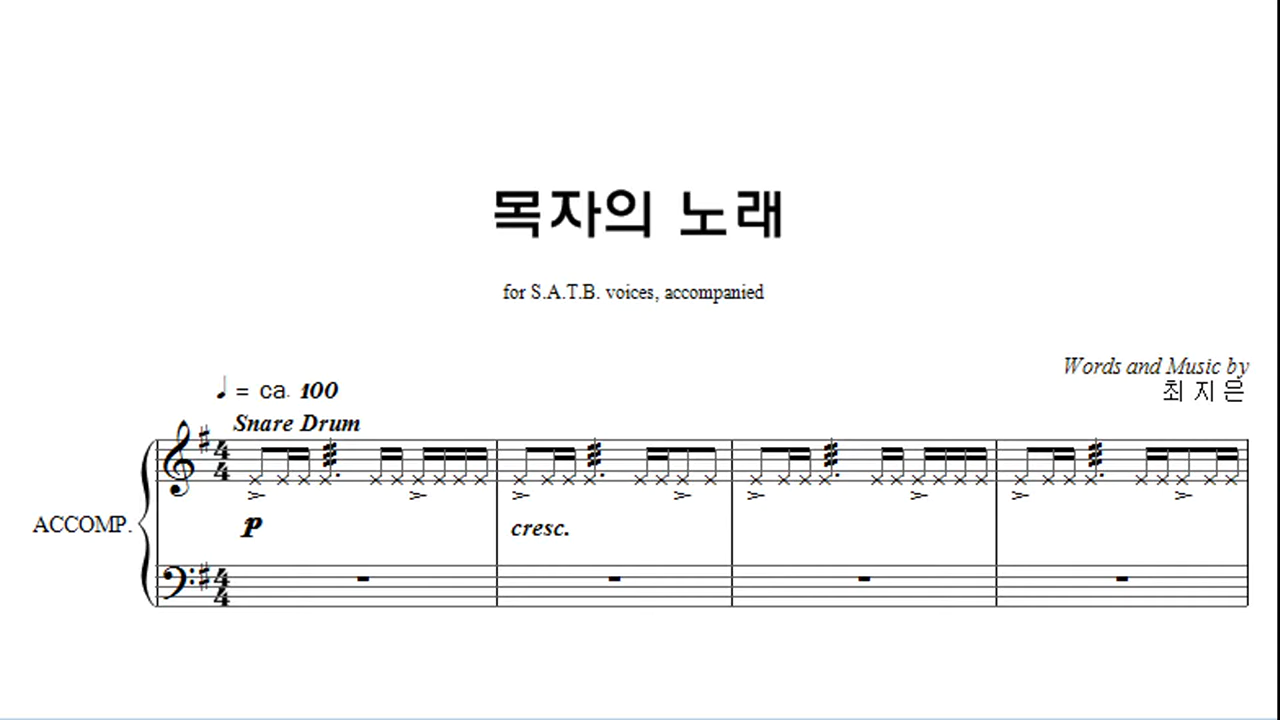 목자의 노래
for S.A.T.B. voices, accompanied
Words and Music by
최 지 은
♩ = ca. 100
Snare Drum
ACCOMP.
p
cresc.